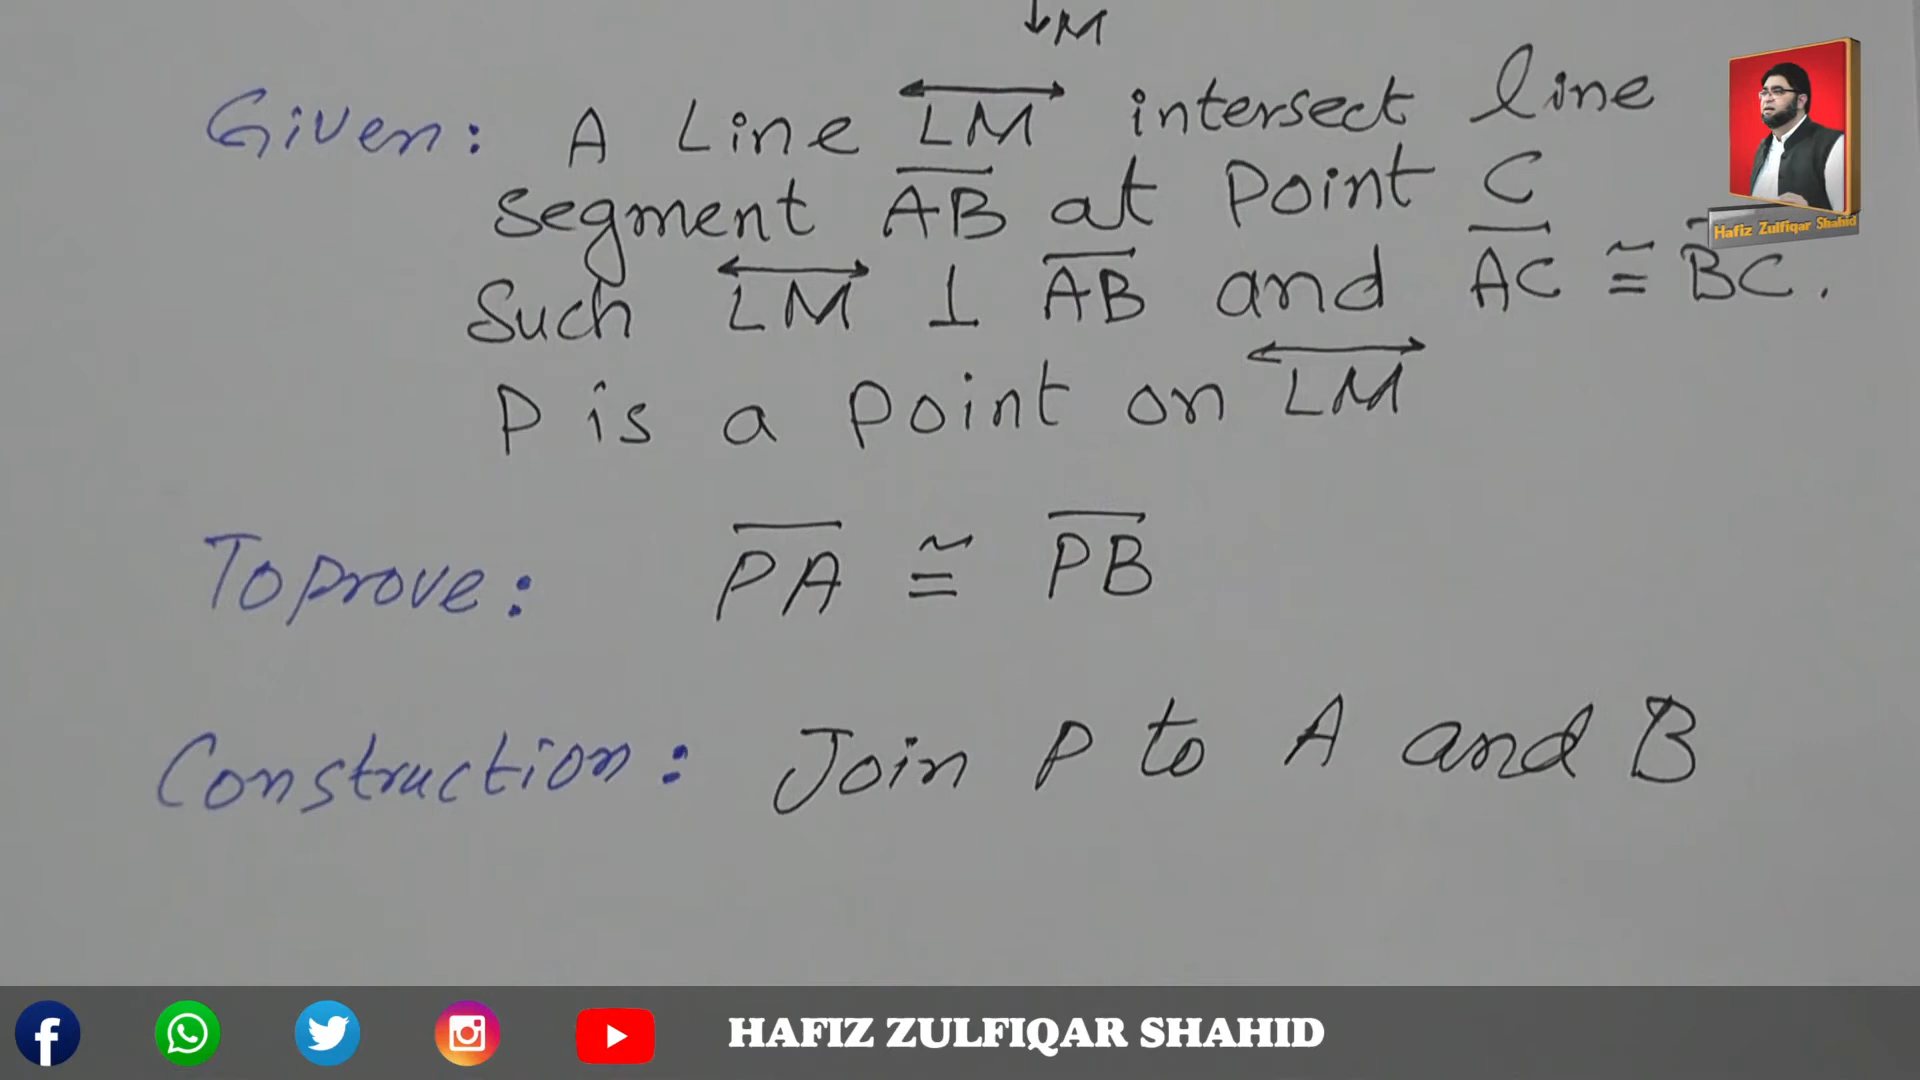 M
Given: A Line LM intersect line
segment AB at Point C
Such LM ⊥ AB and AC ≅ BC.
P is a Point on LM
To prove: PA ≅ PB
Construction: Join P to A and B
Hafiz Zulfiqar Shahid
HAFIZ ZULFIQAR SHAHID